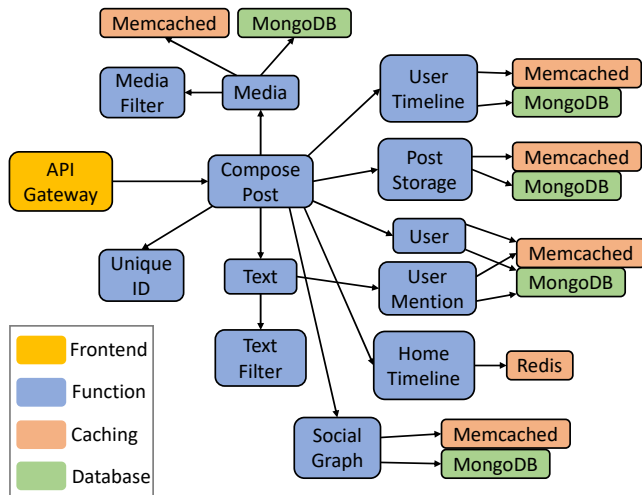 Memcached
MongoDB
Media
Filter
Media
User
Timeline
Memcached
MongoDB
API
Gateway
Compose
Post
Post
Storage
Memcached
MongoDB
Unique
ID
Text
User
User
Mention
Memcached
MongoDB
Text
Filter
Home
Timeline
Redis
Social
Graph
Memcached
MongoDB
Frontend
Function
Caching
Database